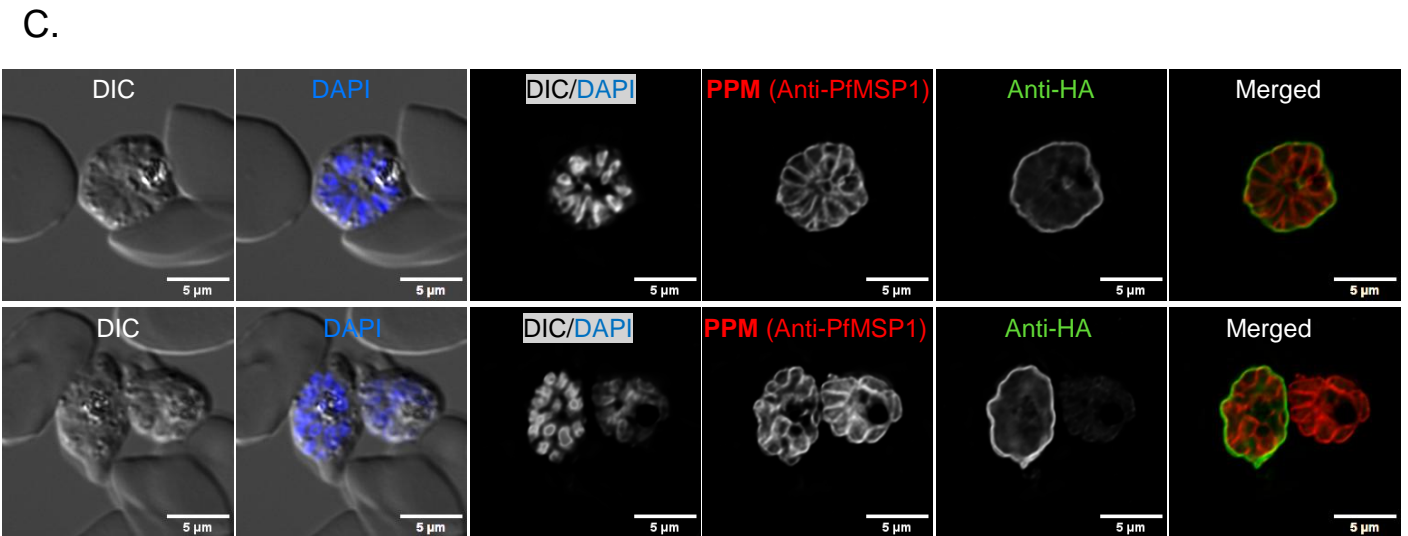 C.
DIC DAPI DIC/DAPI PPM (Anti-PfMSP1) Anti-HA Merged
5 µm 5 µm 5 µm 5 µm 5 µm 5 µm
DIC DAPI DIC/DAPI PPM (Anti-PfMSP1) Anti-HA Merged
5 µm 5 µm 5 µm 5 µm 5 µm 5 µm